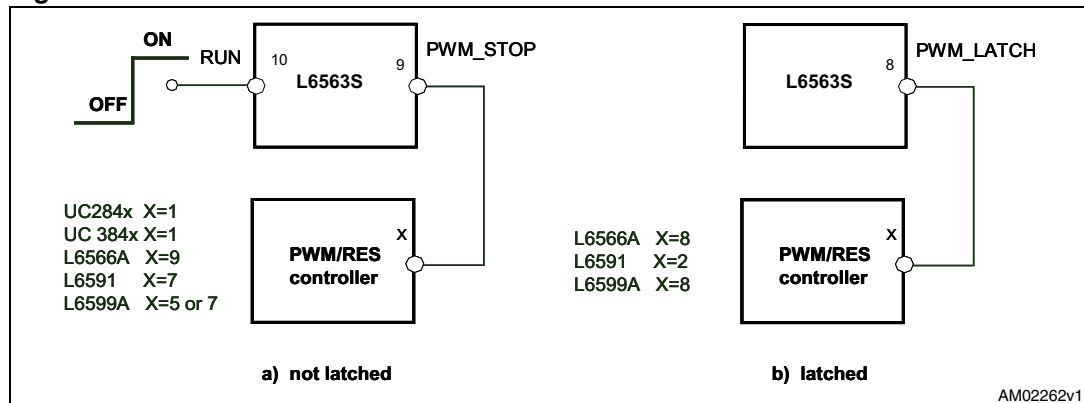 ON
RUN
10
9
PWM_STOP
L6563S
OFF
UC284x X=1
UC 384x X=1
L6566A X=9
L6591 X=7
L6599A X=5 or 7
X
PWM/RES
controller
a) not latched
8
PWM_LATCH
L6563S
L6566A X=8
L6591 X=2
L6599A X=8
X
PWM/RES
controller
b) latched
AM02262v1